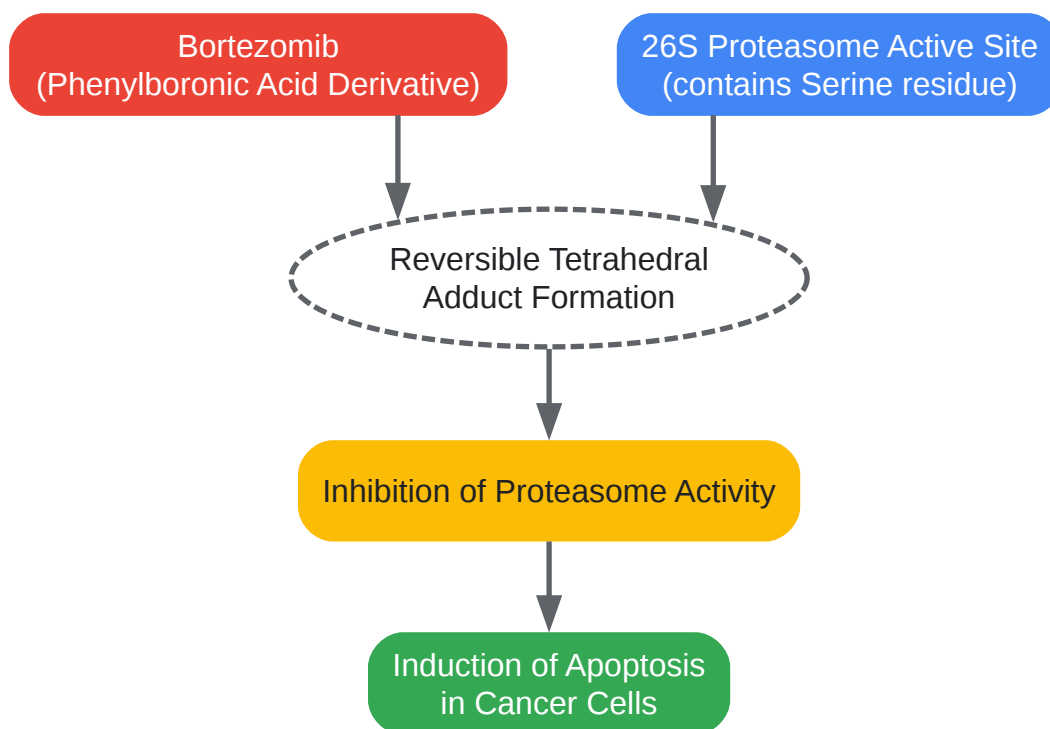 Bortezomib
(Phenylboronic Acid Derivative)
26S Proteasome Active Site
(contains Serine residue)
Reversible Tetrahedral
Adduct Formation
Inhibition of Proteasome Activity
Induction of Apoptosis
in Cancer Cells